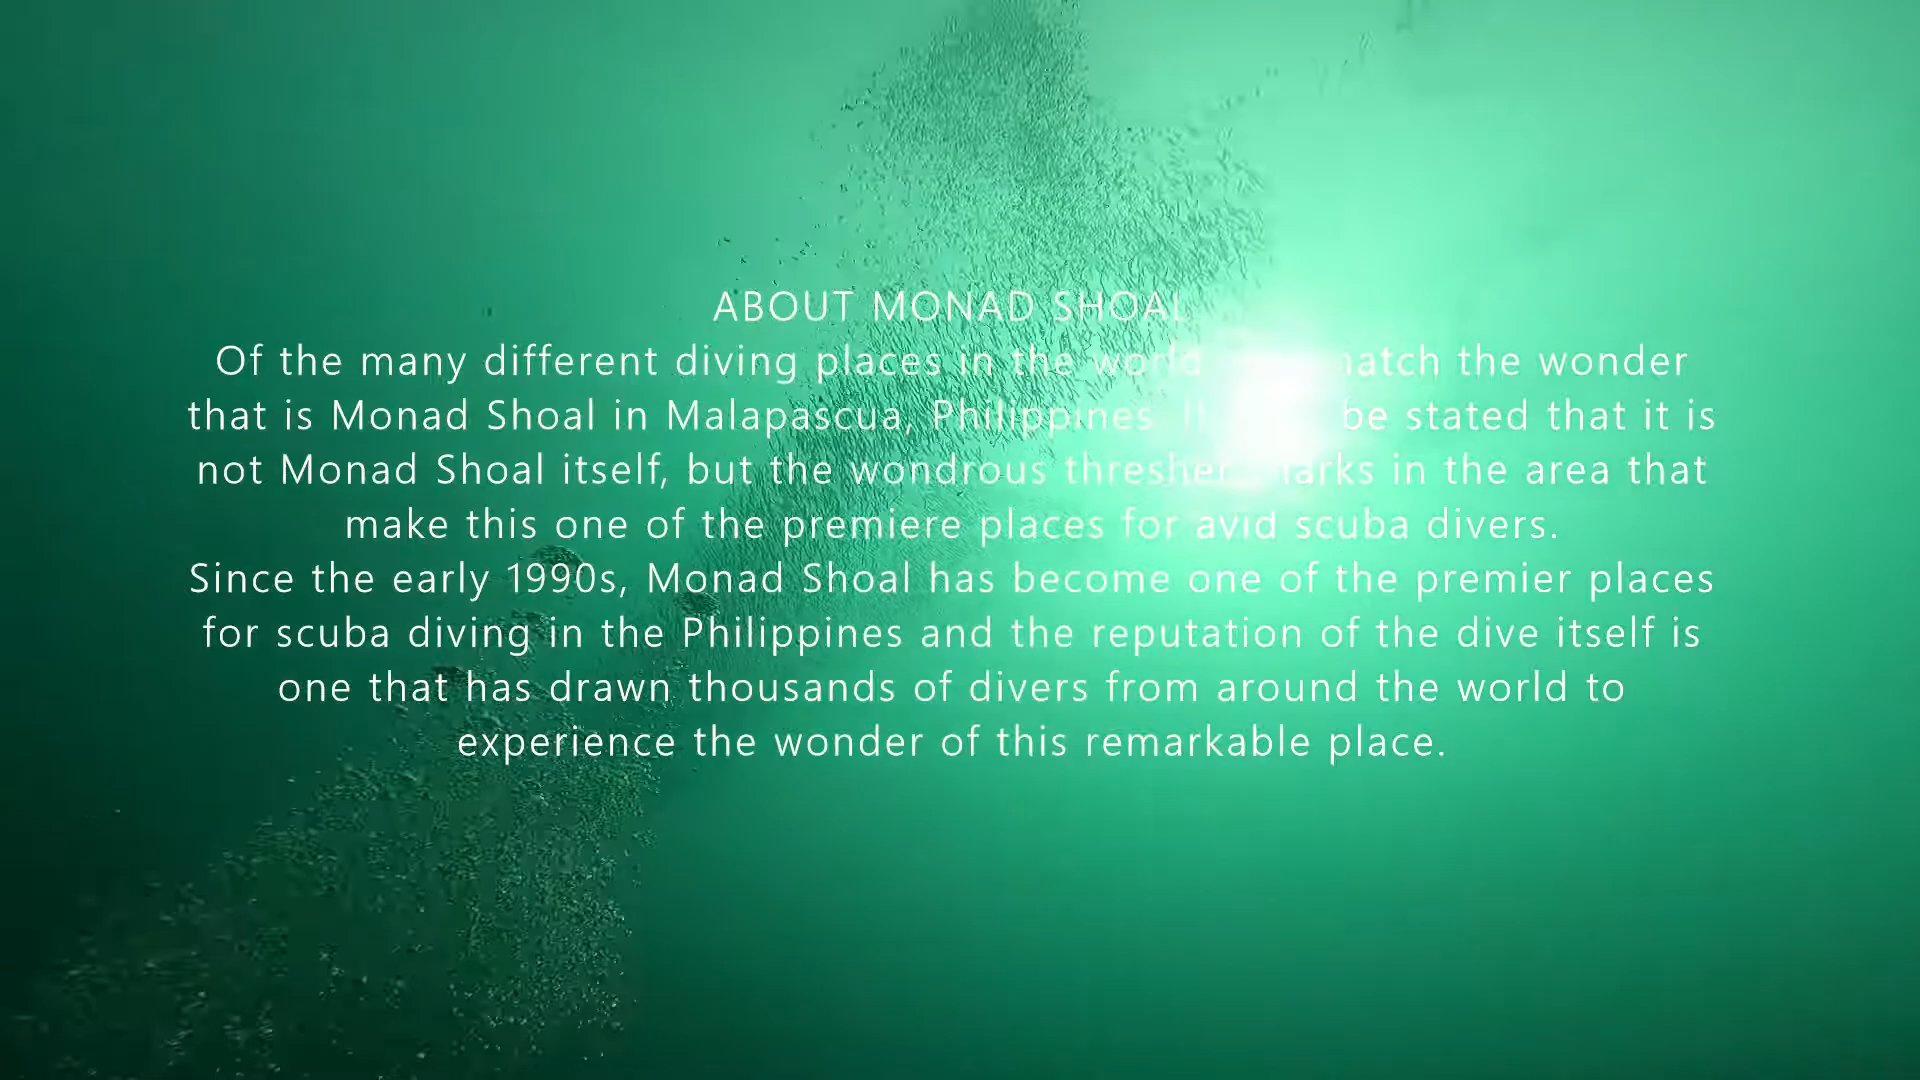 ABOUT MONAD SHOAL
Of the many different diving places in the world the wonder
that is Monad Shoal in Malapascua, Philippines. be stated that it is
not Monad Shoal itself, but the wondrous thresher sharks in the area that
make this one of the premiere places for avid scuba divers.
Since the early 1990s, Monad Shoal has become one of the premier places
for scuba diving in the Philippines and the reputation of the dive itself is
one that has drawn thousands of divers from around the world to
experience the wonder of this remarkable place.